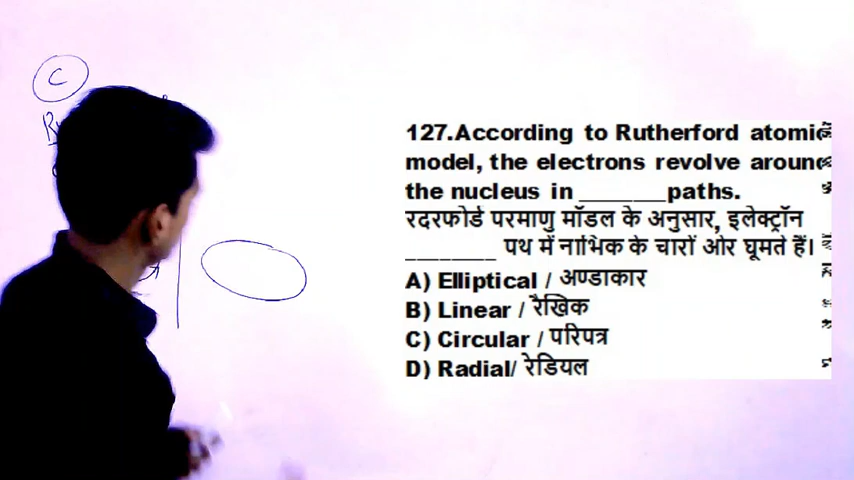 C
127.According to Rutherford atomic
model, the electrons revolve around
the nucleus in _______paths.
रदरफोर्ड परमाणु मॉडल के अनुसार, इलेक्ट्रॉन
________ पथ में नाभिक के चारों ओर घूमते हैं।
A) Elliptical / अण्डाकार
B) Linear / रैखिक
C) Circular / परिपत्र
D) Radial/ रेडियल